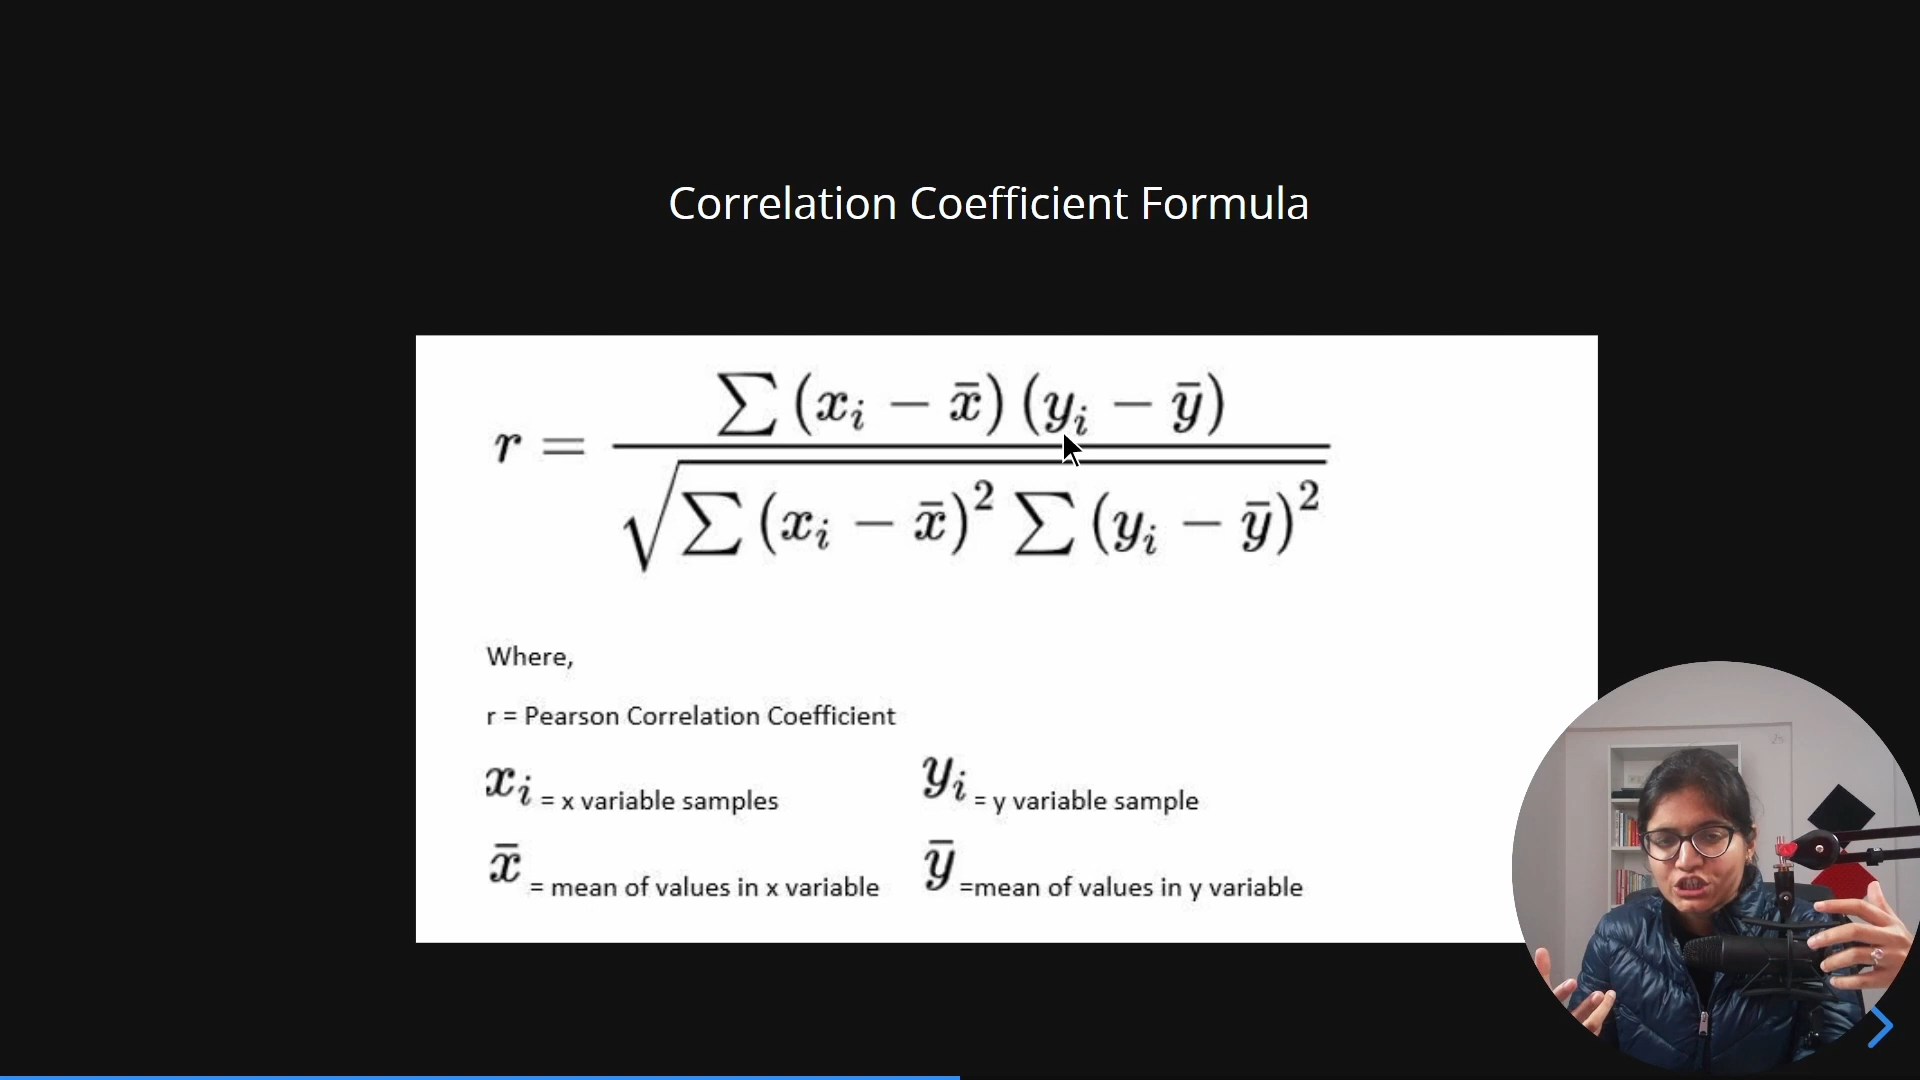 Correlation Coefficient Formula
r = ∑ (xᵢ − x̄) (yᵢ − ȳ) / √∑ (xᵢ − x̄)² ∑ (yᵢ − ȳ)²
Where,
r = Pearson Correlation Coefficient
xᵢ = x variable samples yᵢ = y variable sample
x̄ = mean of values in x variable ȳ =mean of values in y variable